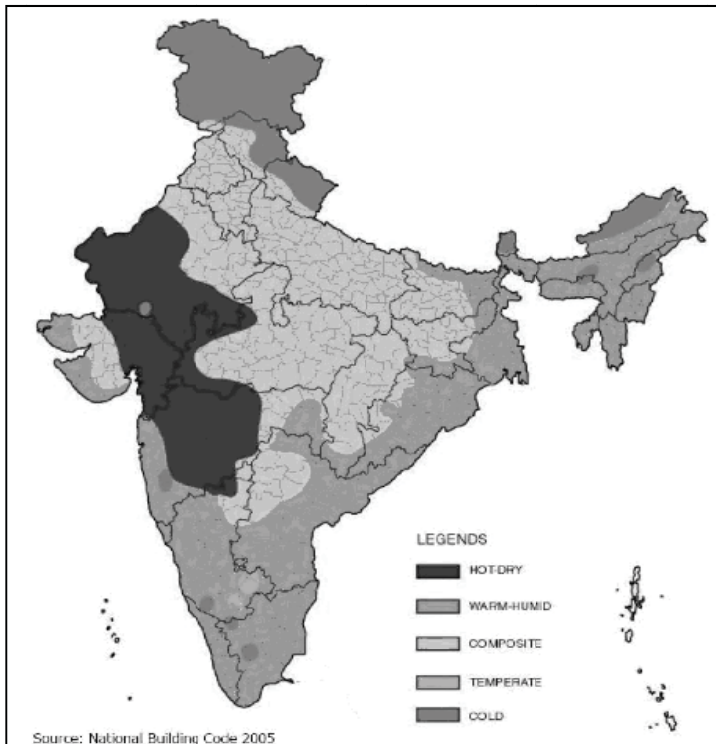 LEGENDS
HOT-DRY
WARM-HUMID
COMPOSITE
TEMPERATE
COLD
Source: National Building Code 2005